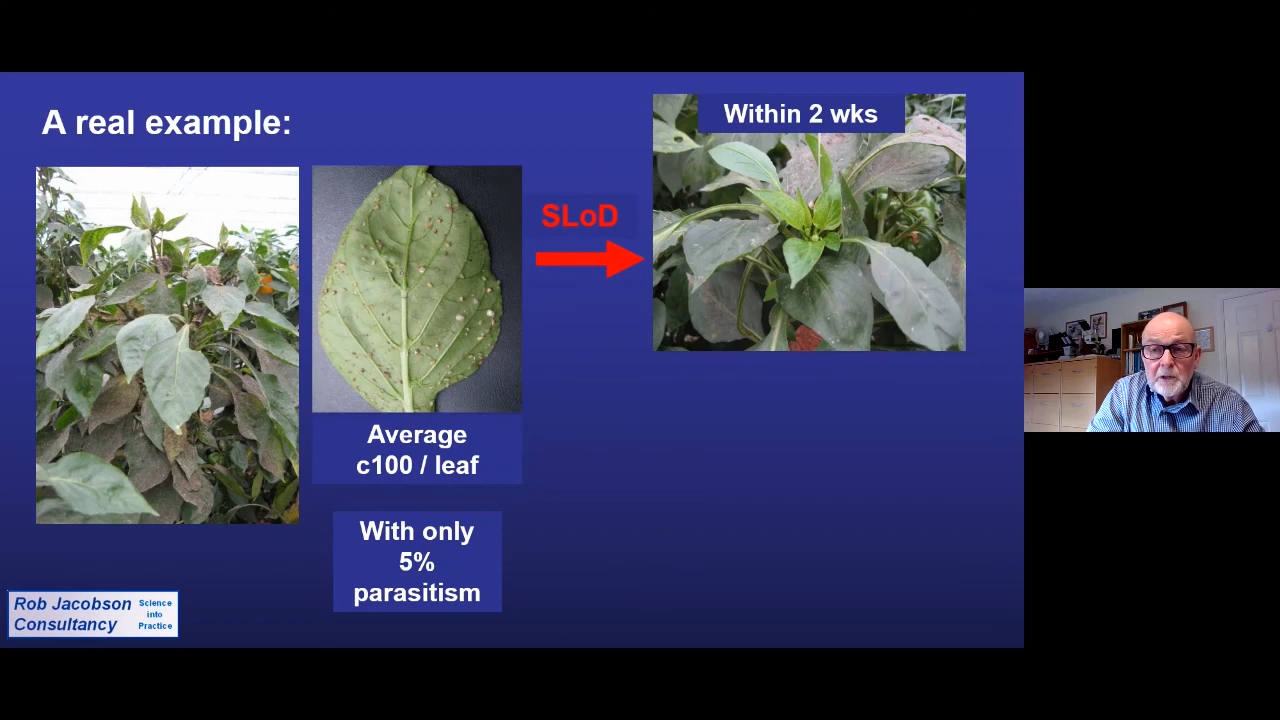 A real example:
Within 2 wks
SLoD
Average
c100 / leaf
With only
5%
parasitism
Rob Jacobson
Consultancy
Science
into
Practice